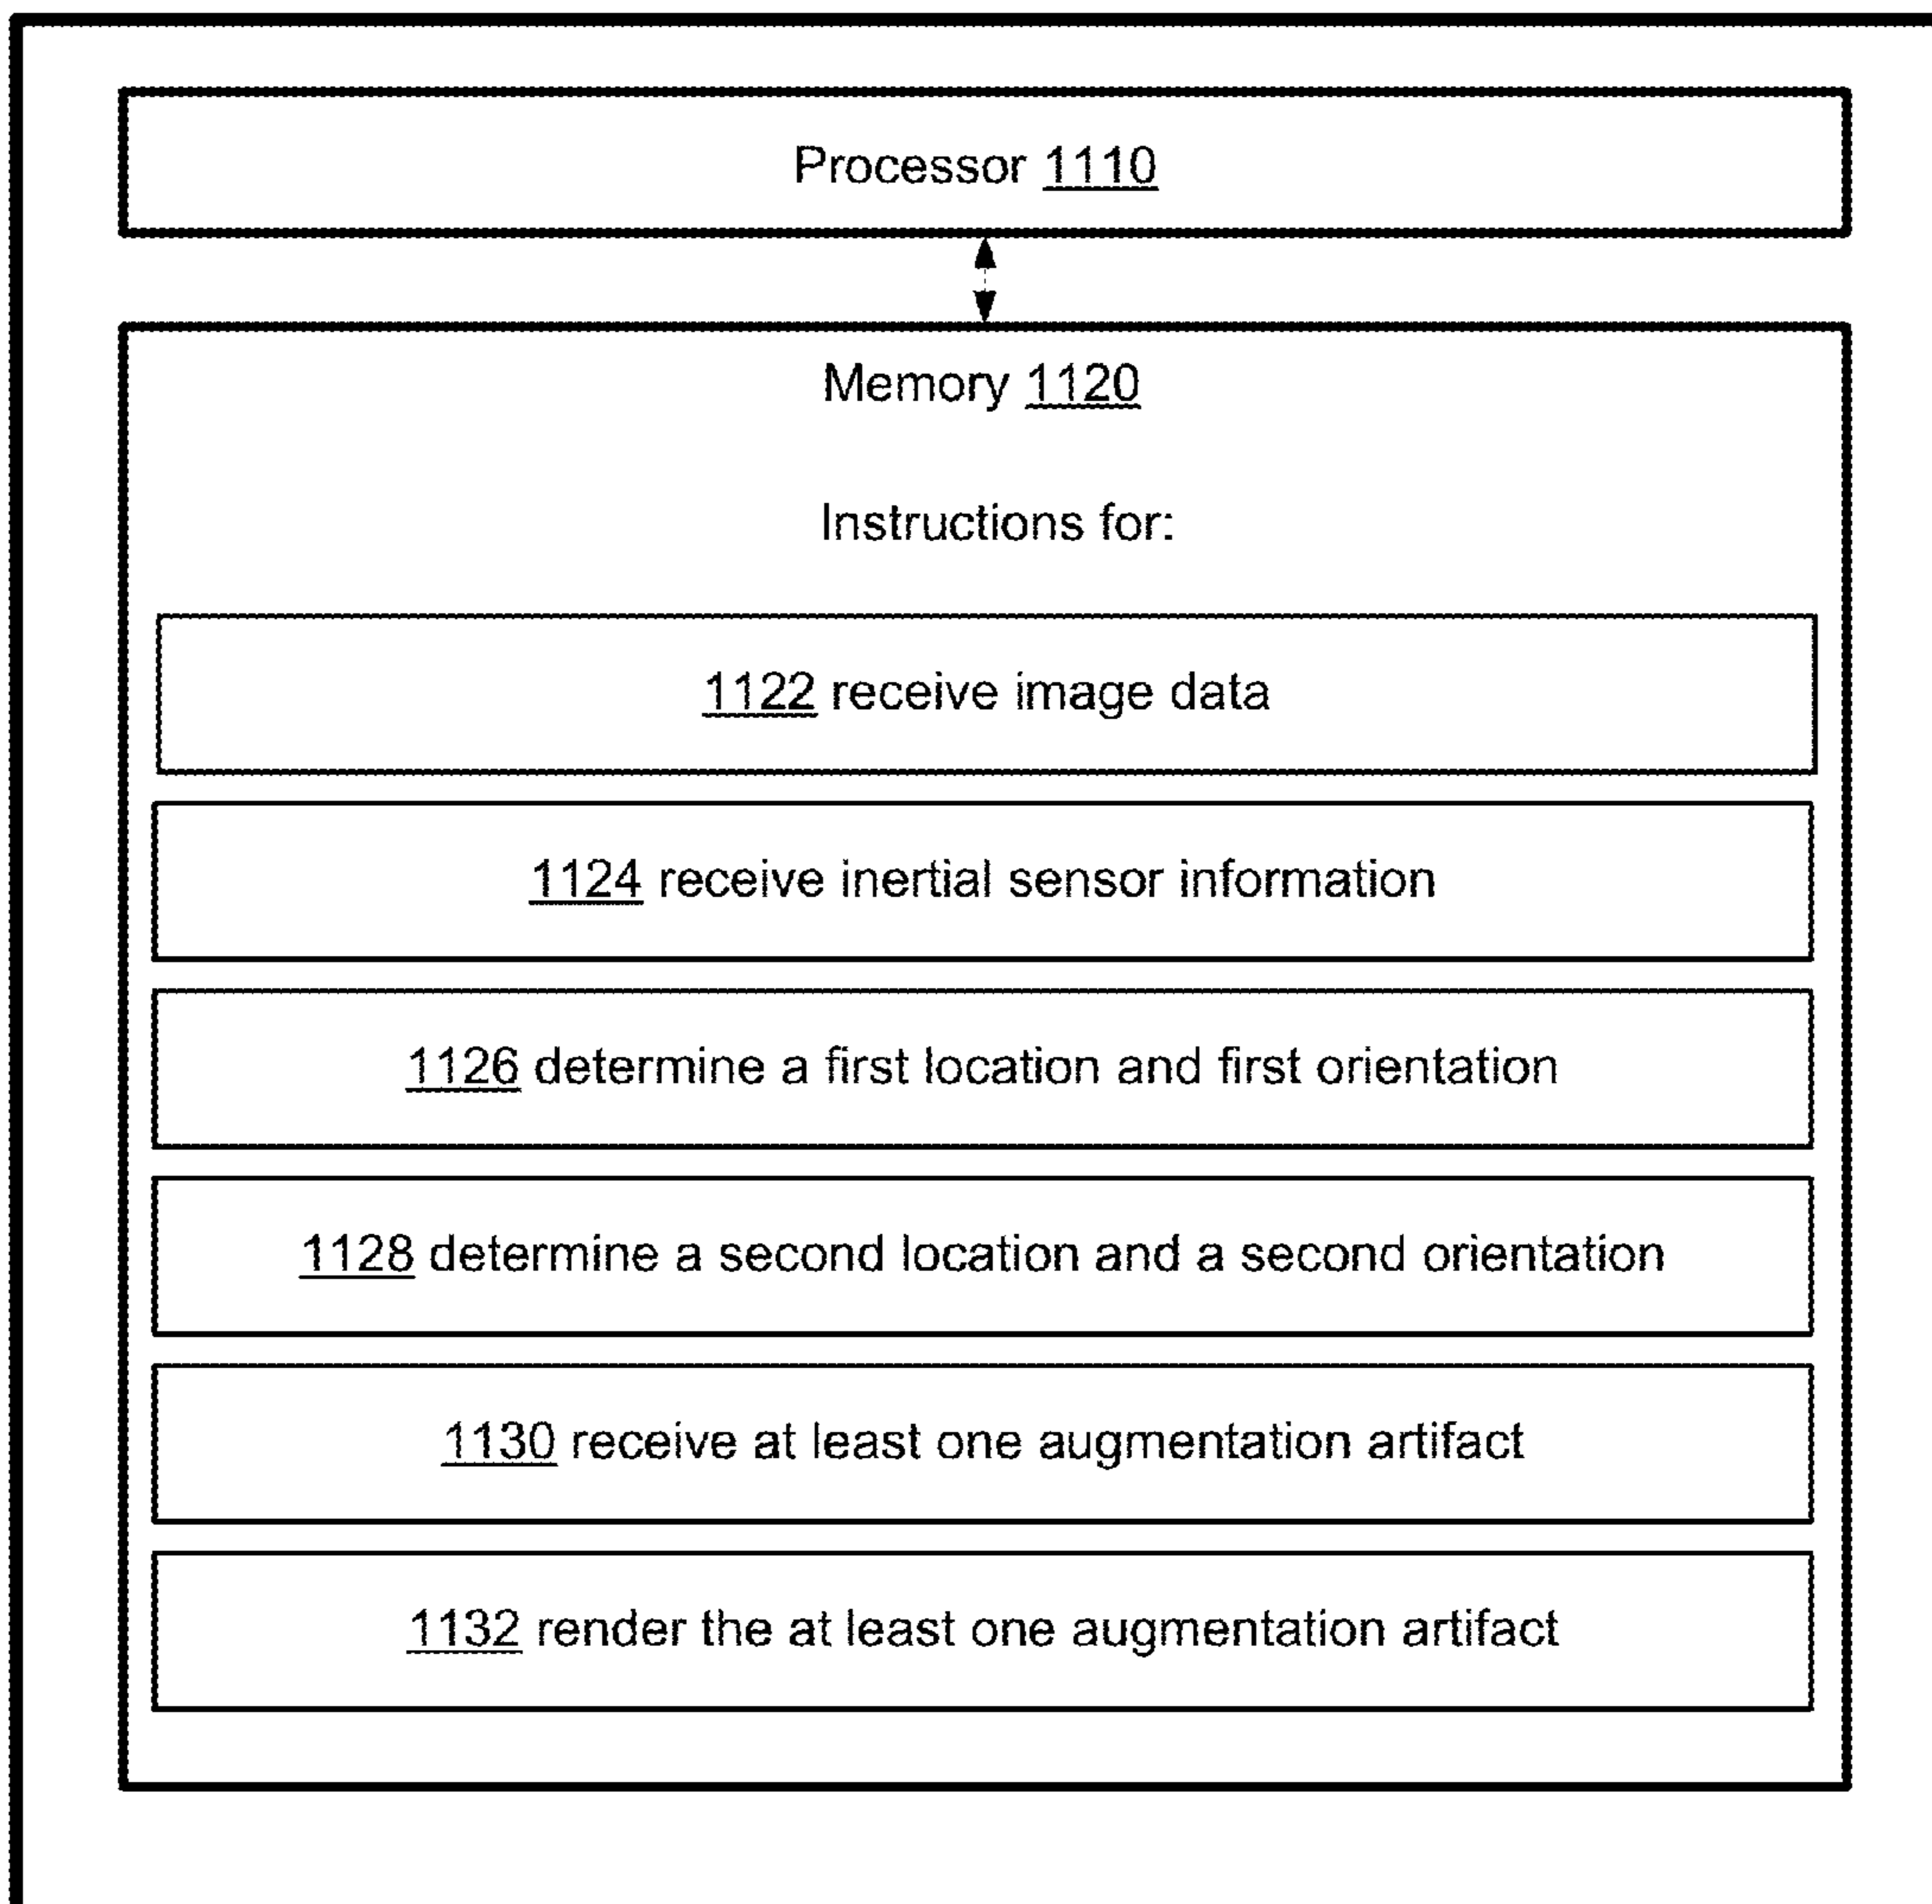 Processor 1110
Memory 1120
Instructions for:
1122 receive image data
1124 receive inertial sensor information
1126 determine a first location and first orientation
1128 determine a second location and a second orientation
1130 receive at least one augmentation artifact
1132 render the at least one augmentation artifact